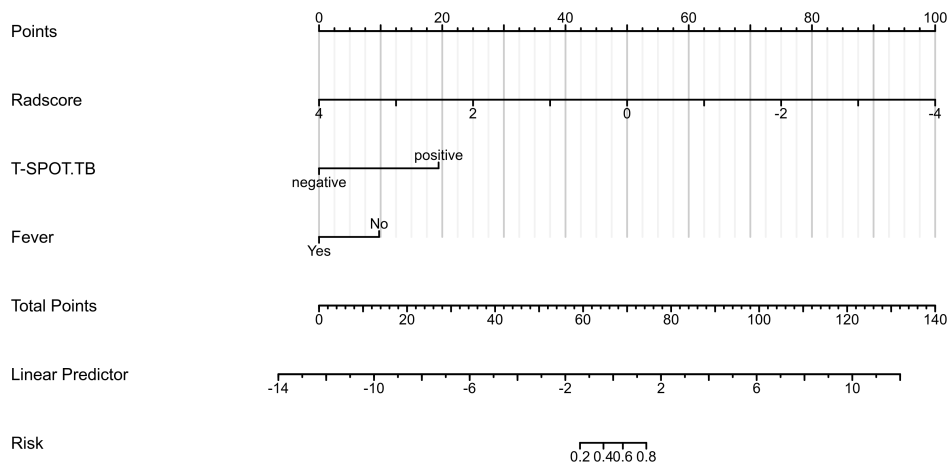 Points 0 20 40 60 80 100
Radscore 4 2 0 -2 -4
T-SPOT.TB negative positive
Fever Yes No
Total Points 0 20 40 60 80 100 120 140
Linear Predictor -14 -10 -6 -2 2 6 10
Risk 0.2 0.4 0.6 0.8